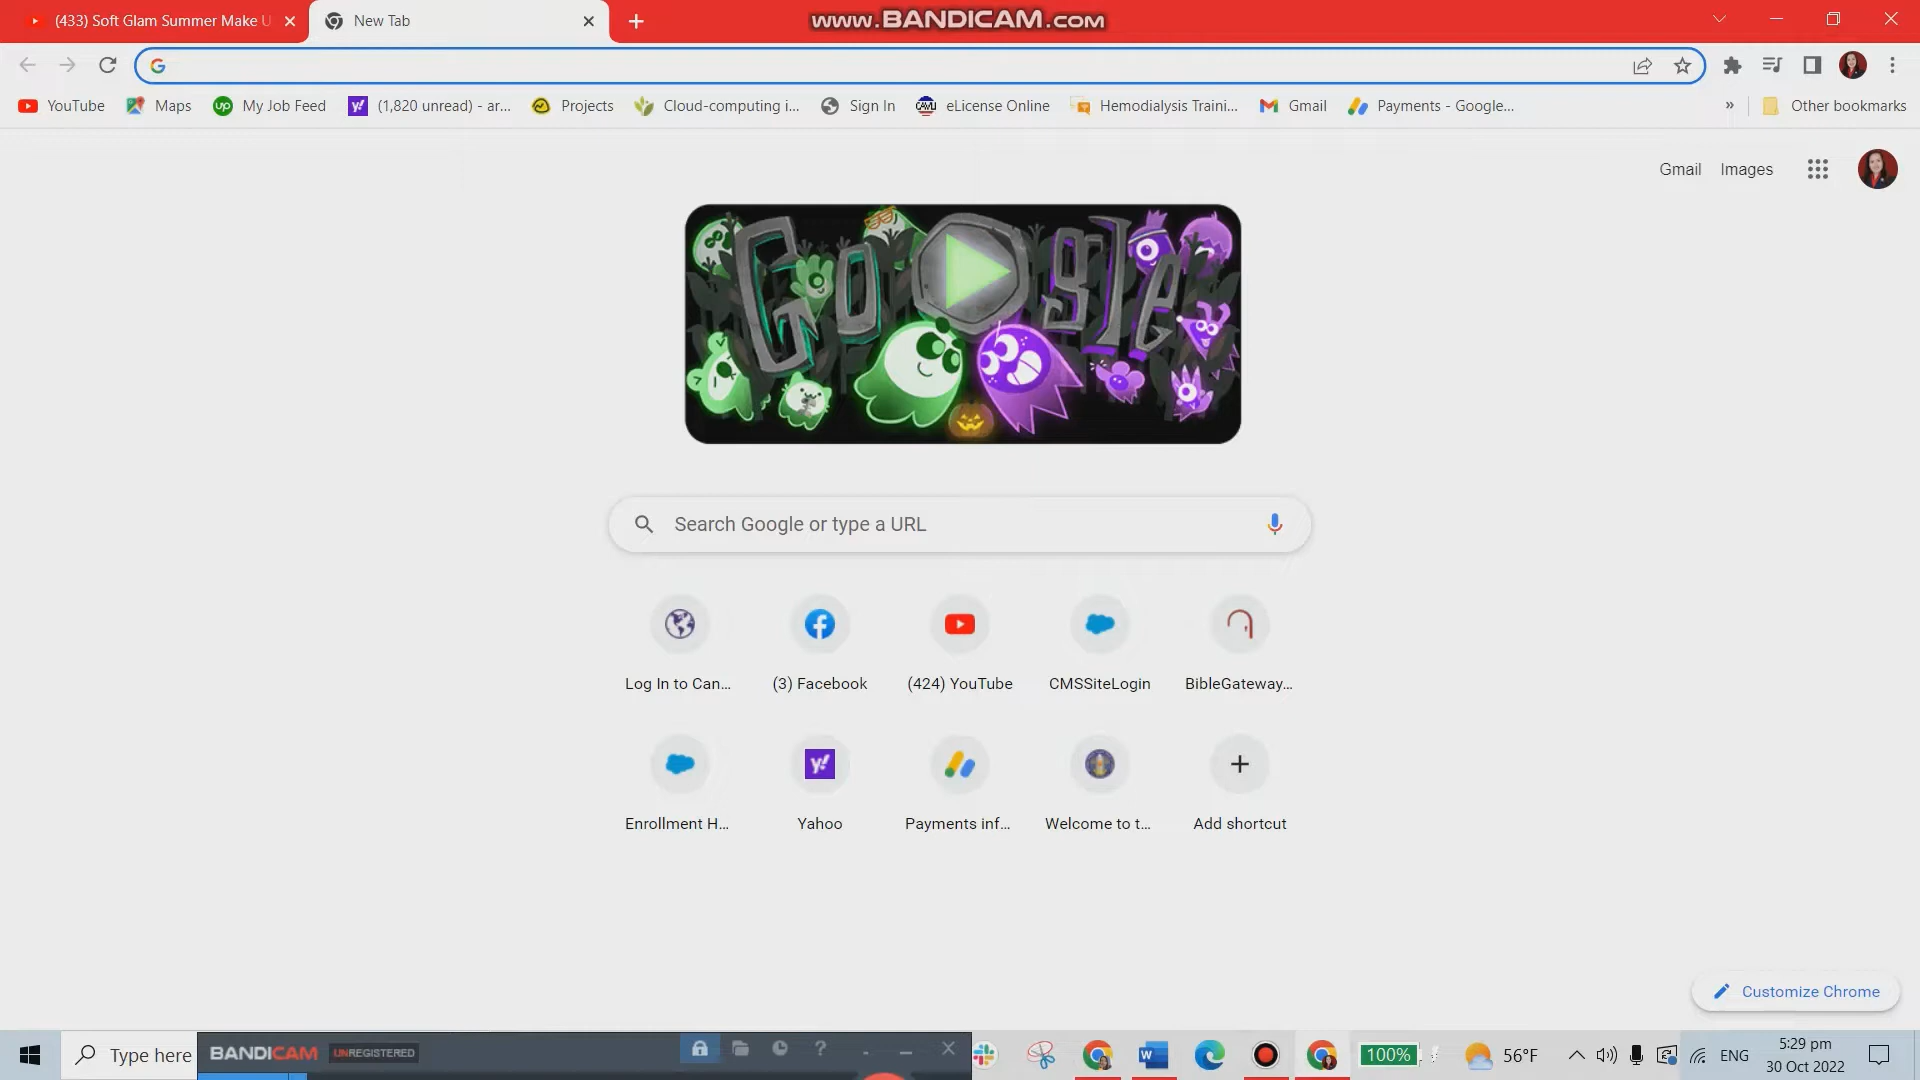 (433) Soft Glam Summer Make U
New Tab
www.BANDICAM.com
YouTube
Maps
My Job Feed
(1,820 unread) - ar...
Projects
Cloud-computing i...
Sign In
eLicense Online
Hemodialysis Traini...
Gmail
Payments - Google...
»
Other bookmarks
Gmail
Images
Google
Search Google or type a URL
Log In to Can...
(3) Facebook
(424) YouTube
CMSSiteLogin
BibleGateway...
Enrollment H...
Yahoo
Payments inf...
Welcome to t...
Add shortcut
Customize Chrome
Type here
BANDICAM UNREGISTERED
100%
56°F
ENG
5:29 pm
30 Oct 2022